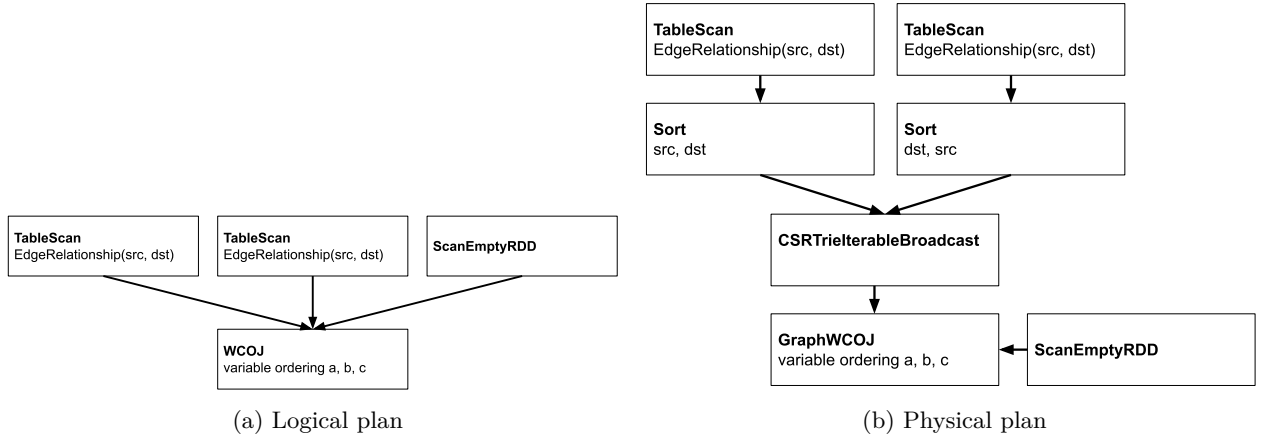 TableScan
EdgeRelationship(src, dst)
TableScan
EdgeRelationship(src, dst)
ScanEmptyRDD
WCOJ
variable ordering a, b, c
(a) Logical plan
TableScan
EdgeRelationship(src, dst)
TableScan
EdgeRelationship(src, dst)
Sort
src, dst
Sort
dst, src
CSRTrieIterableBroadcast
GraphWCOJ
variable ordering a, b, c
ScanEmptyRDD
(b) Physical plan